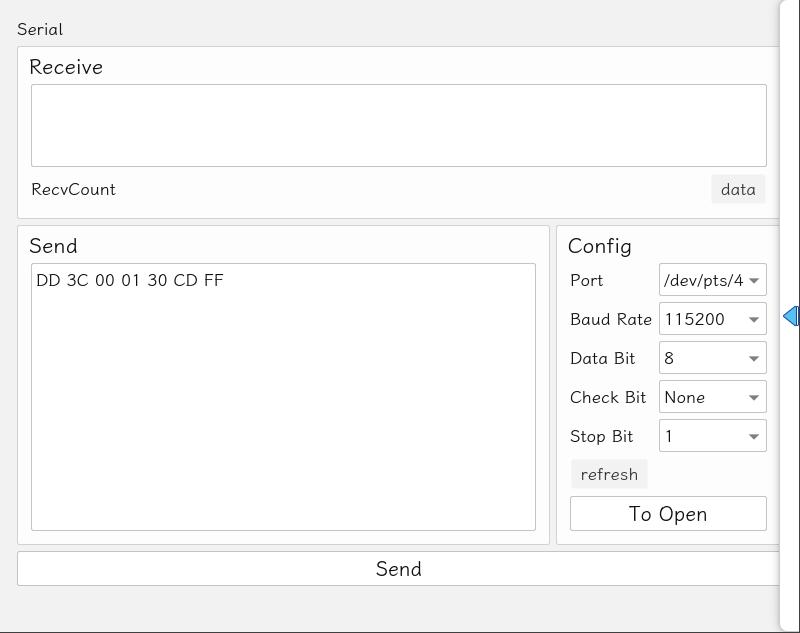 Serial
Receive
RecvCount
data
Send
DD 3C 00 01 30 CD FF
Config
Port /dev/pts/4
Baud Rate 115200
Data Bit 8
Check Bit None
Stop Bit 1
refresh
To Open
Send